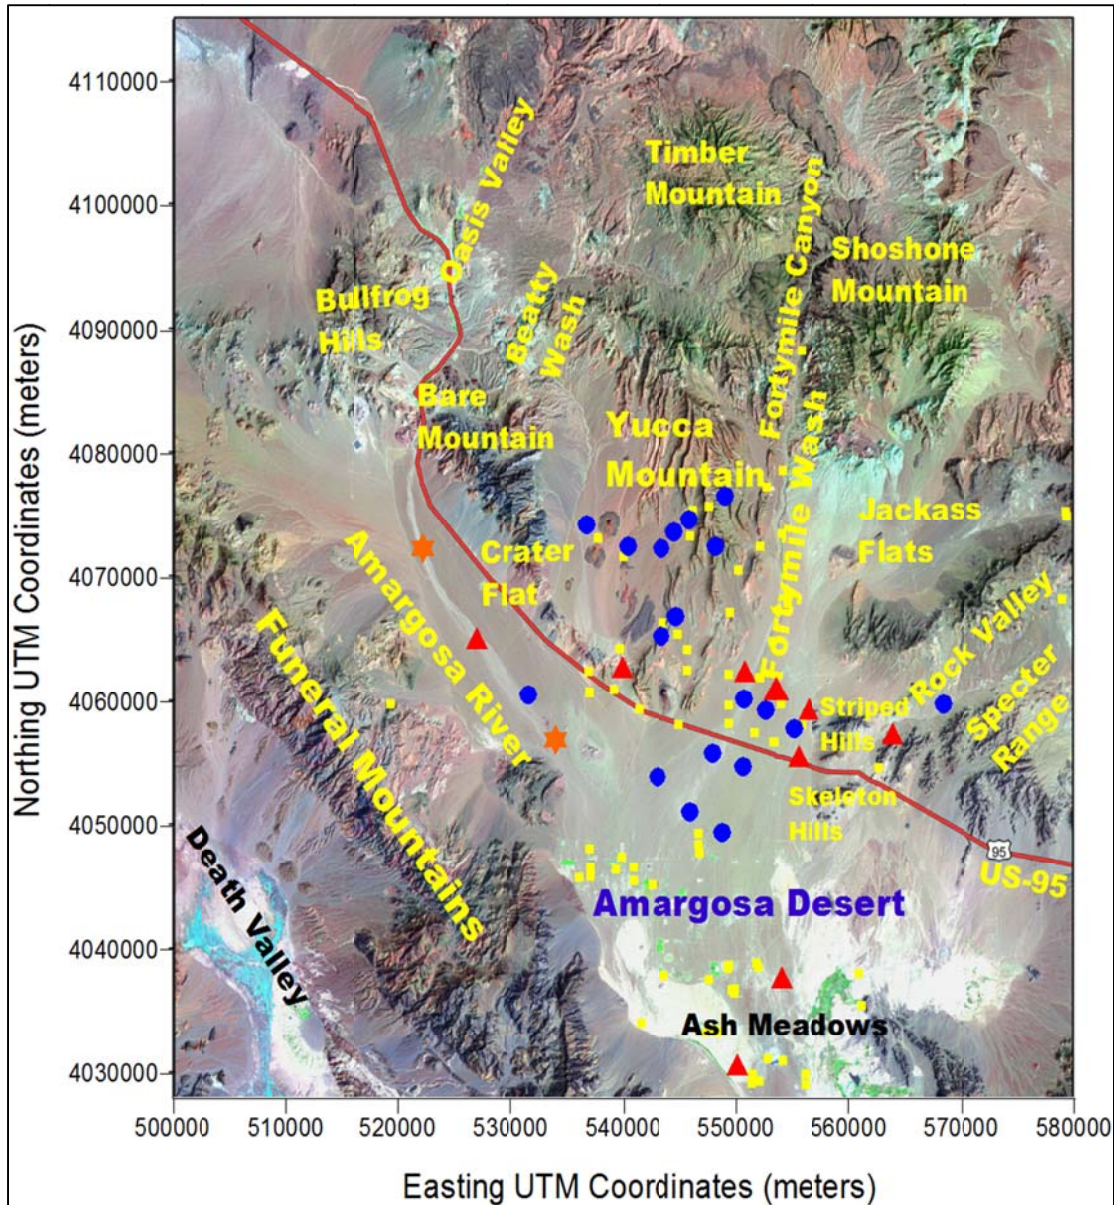 4110000
4100000
4090000
4080000
4070000
4060000
4050000
4040000
4030000
Northing UTM Coordinates (meters)
Timber
Mountain
Oasis Valley
Fortymile Canyon
Shoshone
Mountain
Bullfrog
Hills
Beatty
Wash
Bare
Mountain
Yucca
Mountain
Fortymile Wash
Jackass
Flats
Crater
Flat
Amargosa River
Funeral Mountains
Rock Valley
Specter
Range
Striped
Hills
Skeleton
Hills
95
US-95
Death Valley
Amargosa Desert
Ash Meadows
500000 510000 520000 530000 540000 550000 560000 570000 580000
Easting UTM Coordinates (meters)